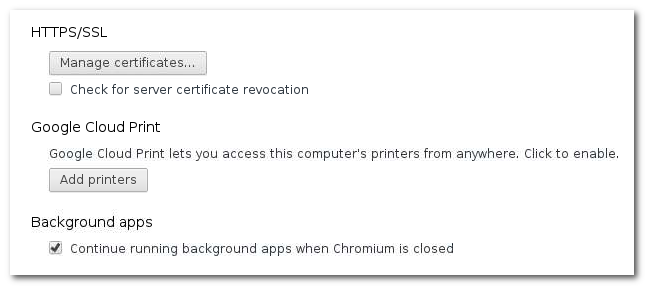 HTTPS/SSL
Manage certificates...
Check for server certificate revocation
Google Cloud Print
Google Cloud Print lets you access this computer's printers from anywhere. Click to enable.
Add printers
Background apps
Continue running background apps when Chromium is closed